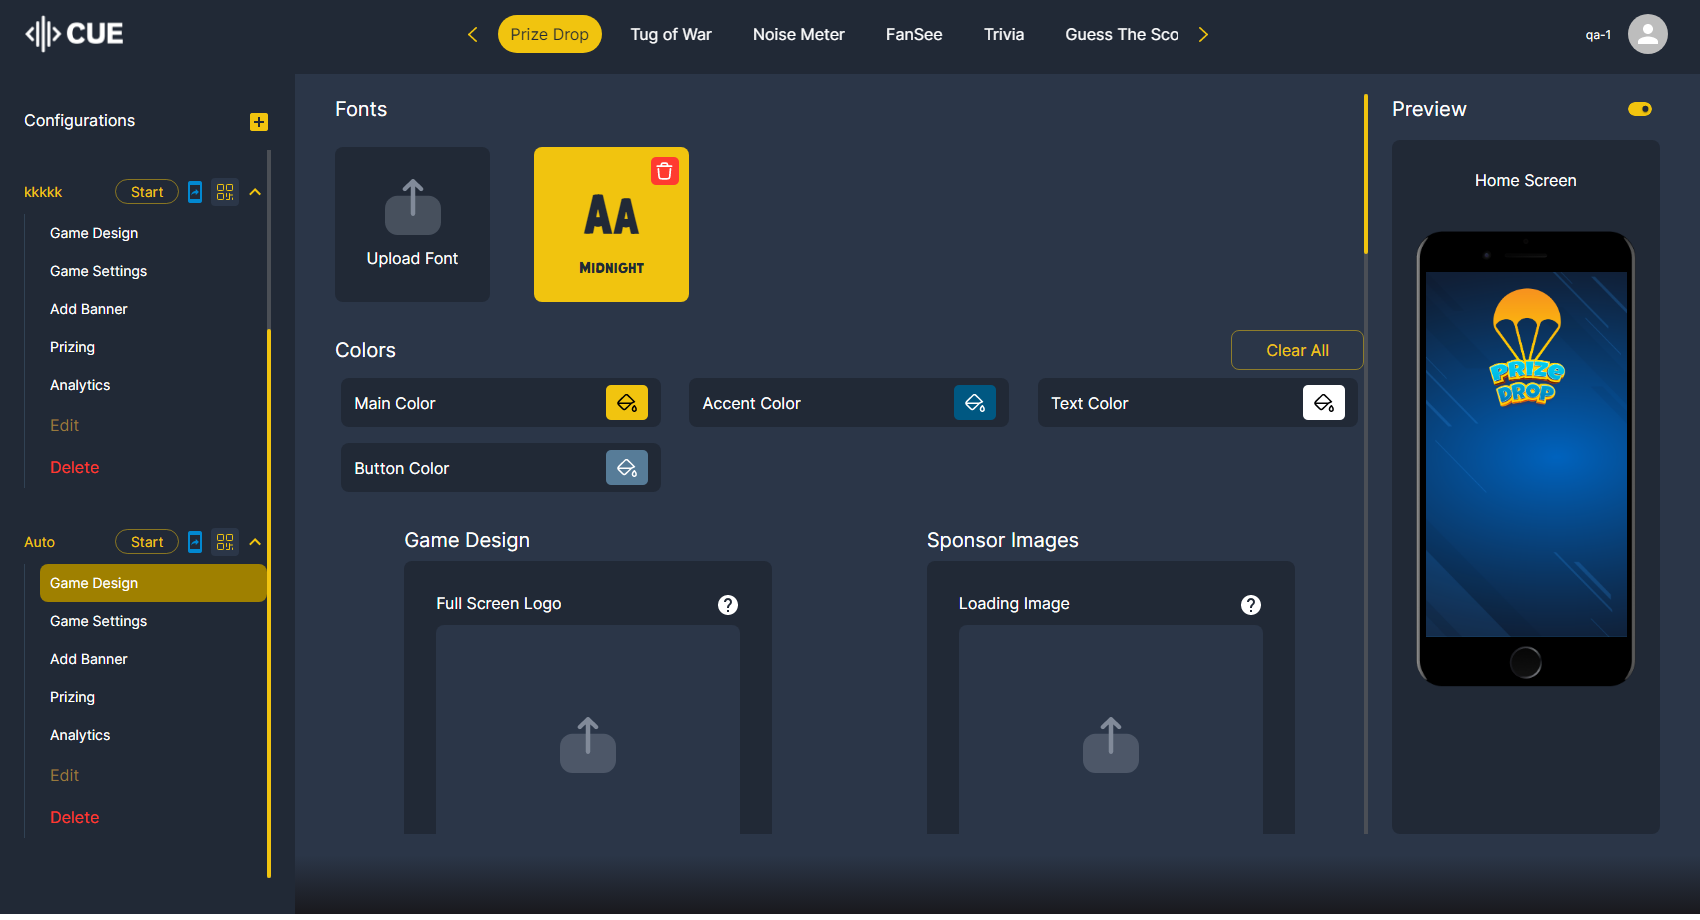 CUE
Prize Drop
Tug of War
Noise Meter
FanSee
Trivia
Guess The Sco
qa-1
Configurations
kkkkk
Start
Game Design
Game Settings
Add Banner
Prizing
Analytics
Edit
Delete
Auto
Start
Game Design
Game Settings
Add Banner
Prizing
Analytics
Edit
Delete
Fonts
Upload Font
AA
MIDNIGHT
Colors
Clear All
Main Color
Accent Color
Text Color
Button Color
Game Design
Full Screen Logo
?
Sponsor Images
Loading Image
?
Preview
Home Screen
PRIZE
DROP